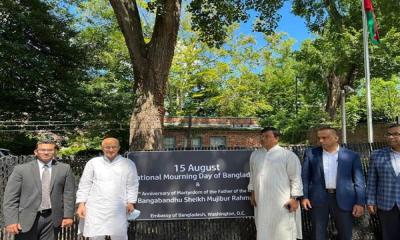 15 August
National Mourning Day of Banglad
&
Anniversary of Martyrdom of the Father of the
Bangabandhu Sheikh Mujibur Rahm
Embassy of Bangladesh, Washington, D.C.